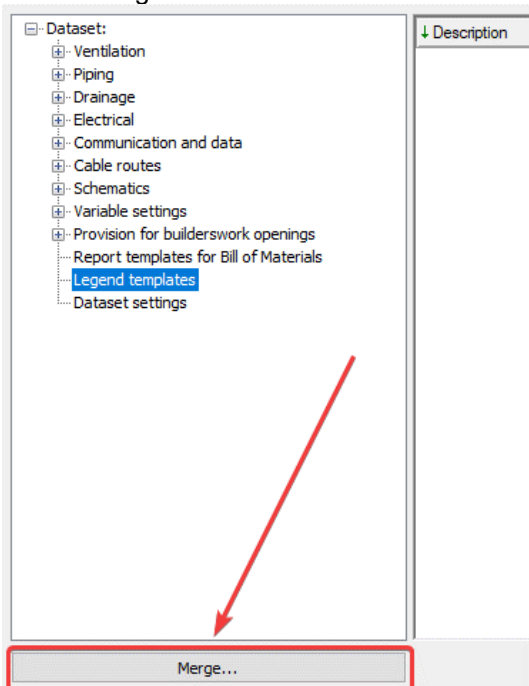 Dataset:
Ventilation
Piping
Drainage
Electrical
Communication and data
Cable routes
Schematics
Variable settings
Provision for builderswork openings
Report templates for Bill of Materials
Legend templates
Dataset settings
↓ Description
Merge...